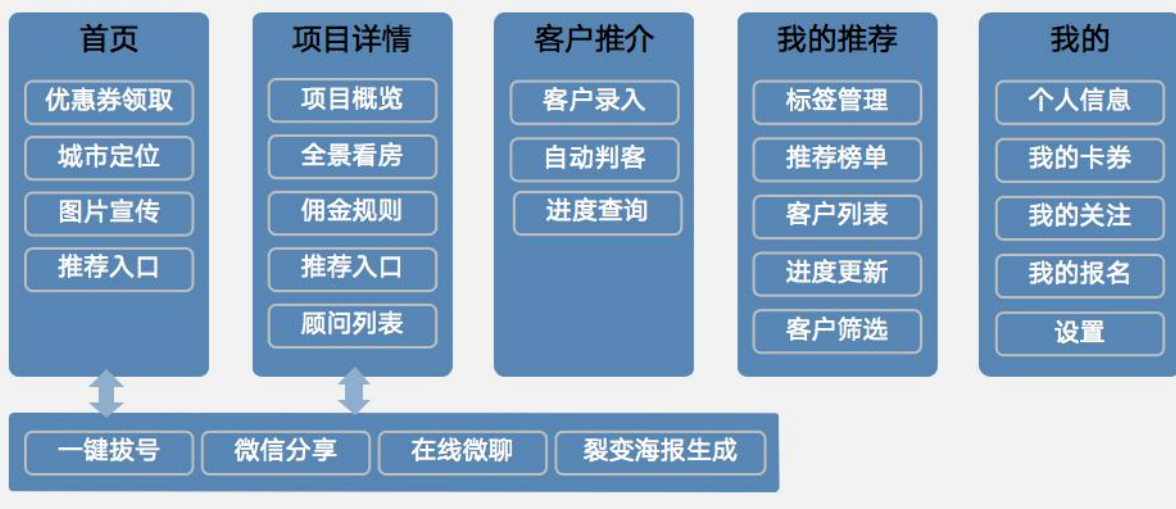 首页
优惠券领取
城市定位
图片宣传
推荐入口
项目详情
项目概览
全景看房
佣金规则
推荐入口
顾问列表
客户推介
客户录入
自动判客
进度查询
我的推荐
标签管理
推荐榜单
客户列表
进度更新
客户筛选
我的
个人信息
我的卡券
我的关注
我的报名
设置
一键拔号
微信分享
在线微聊
裂变海报生成